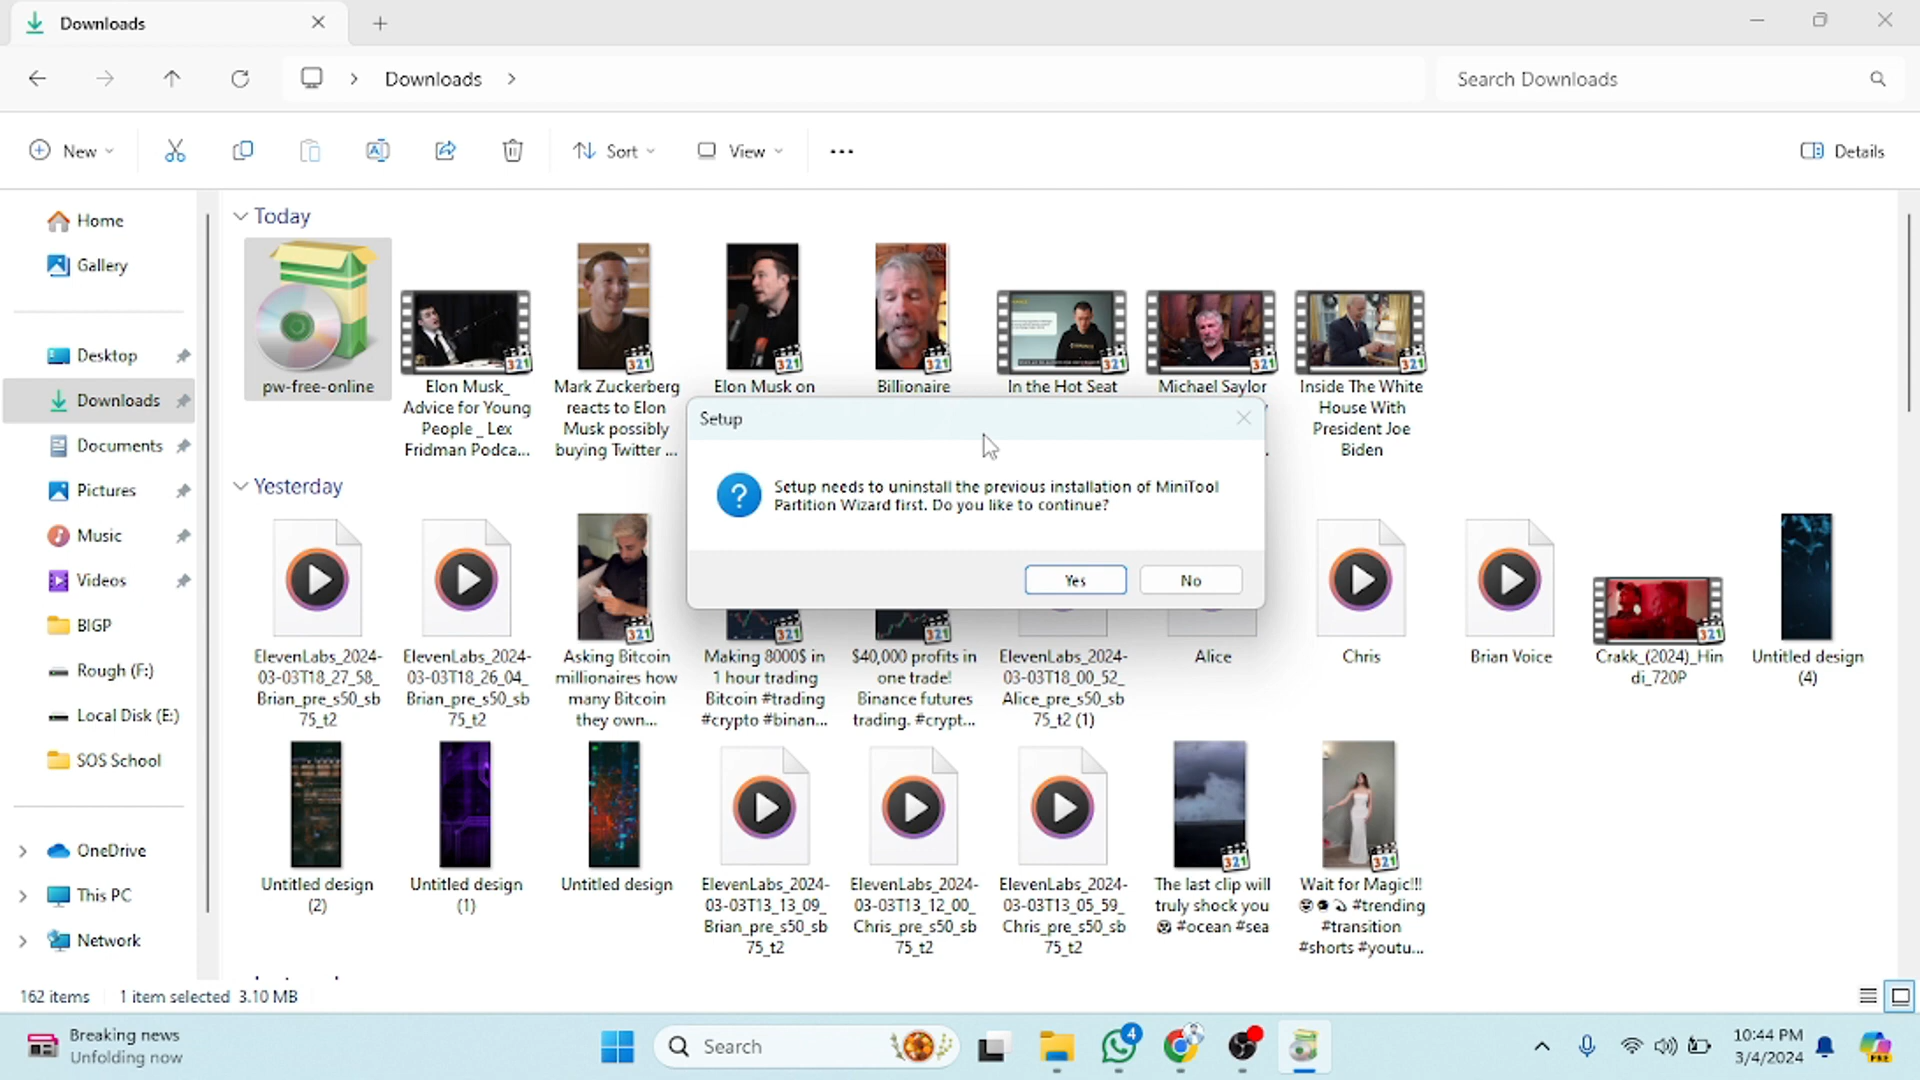 Downloads
Downloads
Search Downloads
New
Sort
View
Details
Home
Gallery
Desktop
Downloads
Documents
Pictures
Music
Videos
BIGP
Rough (F:)
Local Disk (E:)
SOS School
OneDrive
This PC
Network
Today
pw-free-online
Elon Musk_
Advice for Young
People _ Lex
Fridman Podca...
Mark Zuckerberg
reacts to Elon
Musk possibly
buying Twitter ...
Elon Musk on
Billionaire
In the Hot Seat
Michael Saylor
Inside The White
House With
President Joe
Biden
Setup
Setup needs to uninstall the previous installation of MiniTool
Partition Wizard first. Do you like to continue?
Yes
No
Yesterday
ElevenLabs_2024-
03-03T18_27_58_
Brian_pre_s50_sb
75_t2
ElevenLabs_2024-
03-03T18_26_04_
Brian_pre_s50_sb
75_t2
Asking Bitcoin
millionaires how
many Bitcoin
they own...
Making 8000$ in
1 hour trading
Bitcoin #trading
#crypto #binan...
$40,000 profits in
one trade!
Binance futures
trading. #crypt...
ElevenLabs_2024-
03-03T18_00_52_
Alice_pre_s50_sb
75_t2 (1)
Alice
Chris
Brian Voice
Crakk_(2024)_Hin
di_720P
Untitled design
(4)
Untitled design
(2)
Untitled design
(1)
Untitled design
ElevenLabs_2024-
03-03T13_13_09_
Brian_pre_s50_sb
75_t2
ElevenLabs_2024-
03-03T13_12_00_
Chris_pre_s50_sb
75_t2
ElevenLabs_2024-
03-03T13_05_59_
Chris_pre_s50_sb
75_t2
The last clip will
truly shock you
#ocean #sea
Wait for Magic!!!
#trending
#transition
#shorts #youtu...
162 items
1 item selected 3.10 MB
Breaking news
Unfolding now
Search
4
10:44 PM
3/4/2024